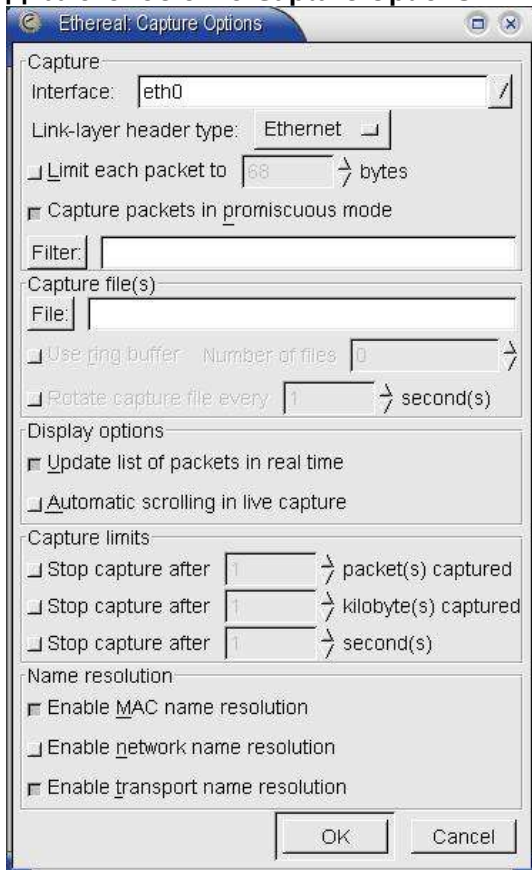 Ethereal: Capture Options
Capture
Interface: eth0
Link-layer header type: Ethernet
Limit each packet to 68 bytes
Capture packets in promiscuous mode
Filter:
Capture file(s)
File:
Use ring buffer Number of files 0
Rotate capture file every 1 second(s)
Display options
Update list of packets in real time
Automatic scrolling in live capture
Capture limits
Stop capture after 1 packet(s) captured
Stop capture after 1 kilobyte(s) captured
Stop capture after 1 second(s)
Name resolution
Enable MAC name resolution
Enable network name resolution
Enable transport name resolution
OK Cancel